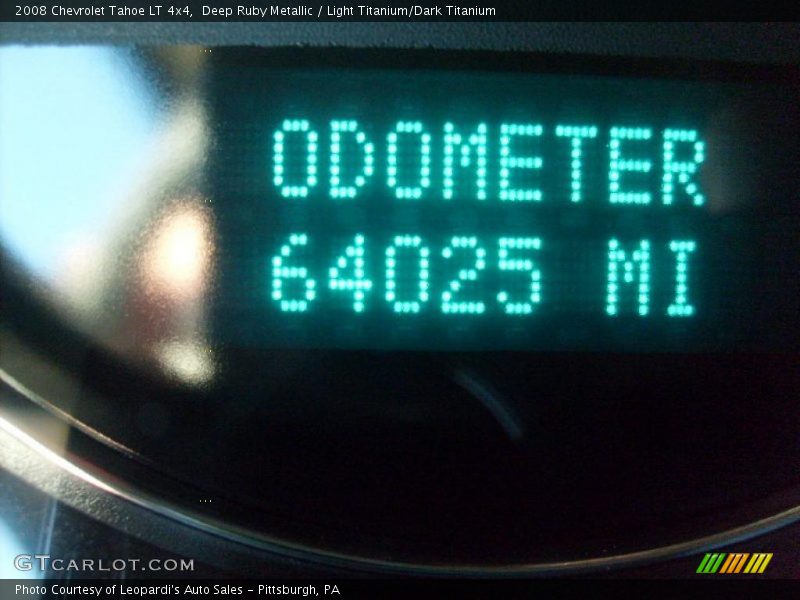 2008 Chevrolet Tahoe LT 4x4,  Deep Ruby Metallic / Light Titanium/Dark Titanium
ODOMETER
64025 MI
GTCARLOT.COM
Photo Courtesy of Leopardi's Auto Sales - Pittsburgh, PA